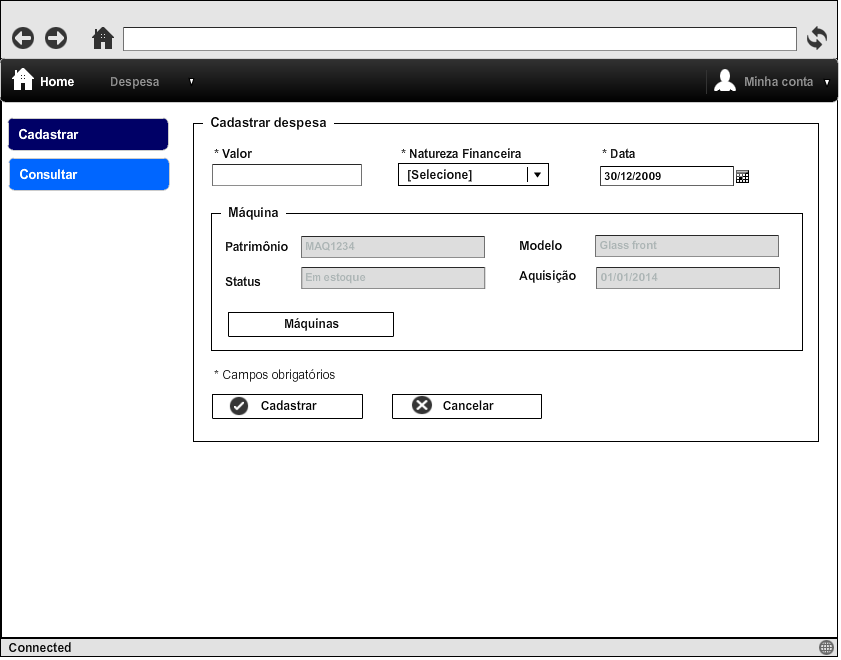 Home Despesa Minha conta
Cadastrar
Consultar
Cadastrar despesa
* Valor * Natureza Financeira * Data
[Selecione] 30/12/2009
Máquina
Patrimônio MAQ1234 Modelo Glass front
Status Em estoque Aquisição 01/01/2014
Máquinas
* Campos obrigatórios
Cadastrar Cancelar
Connected